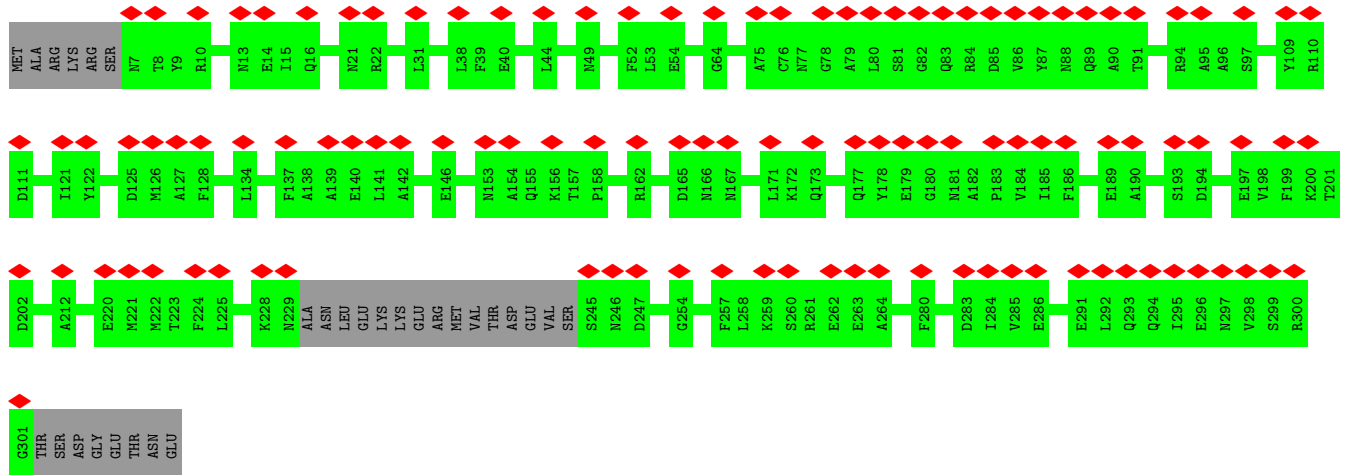 MET ALA ARG LYS ARG SER N7 T8 Y9 R10 N13 E14 I15 Q16 N21 R22 L31 L38 F39 E40 L44 N49 F52 L53 E54 G64 A75 C76 N77 G78 A79 L80 S81 G82 Q83 R84 D85 V86 Y87 N88 Q89 A90 T91 R94 A95 A96 S97 Y109 R110
D111 I121 Y122 D125 M126 A127 F128 L134 F137 A138 A139 E140 L141 A142 E146 N153 A154 Q155 K156 T157 P158 R162 D165 N166 N167 L171 K172 Q173 Q177 Y178 E179 G180 N181 A182 P183 V184 I185 F186 E189 A190 S193 D194 E197 V198 F199 K200 T201
D202 A212 E220 M221 M222 T223 F224 L225 K228 N229 ALA ASN LEU GLU LYS LYS GLU ARG MET VAL THR ASP GLU VAL SER S245 N246 D247 G254 F257 L258 K259 S260 R261 E262 E263 A264 F280 D283 I284 V285 E286 E291 L292 Q293 Q294 I295 E296 N297 V298 S299 R300
G301 THR SER ASP GLY GLU THR ASN GLU